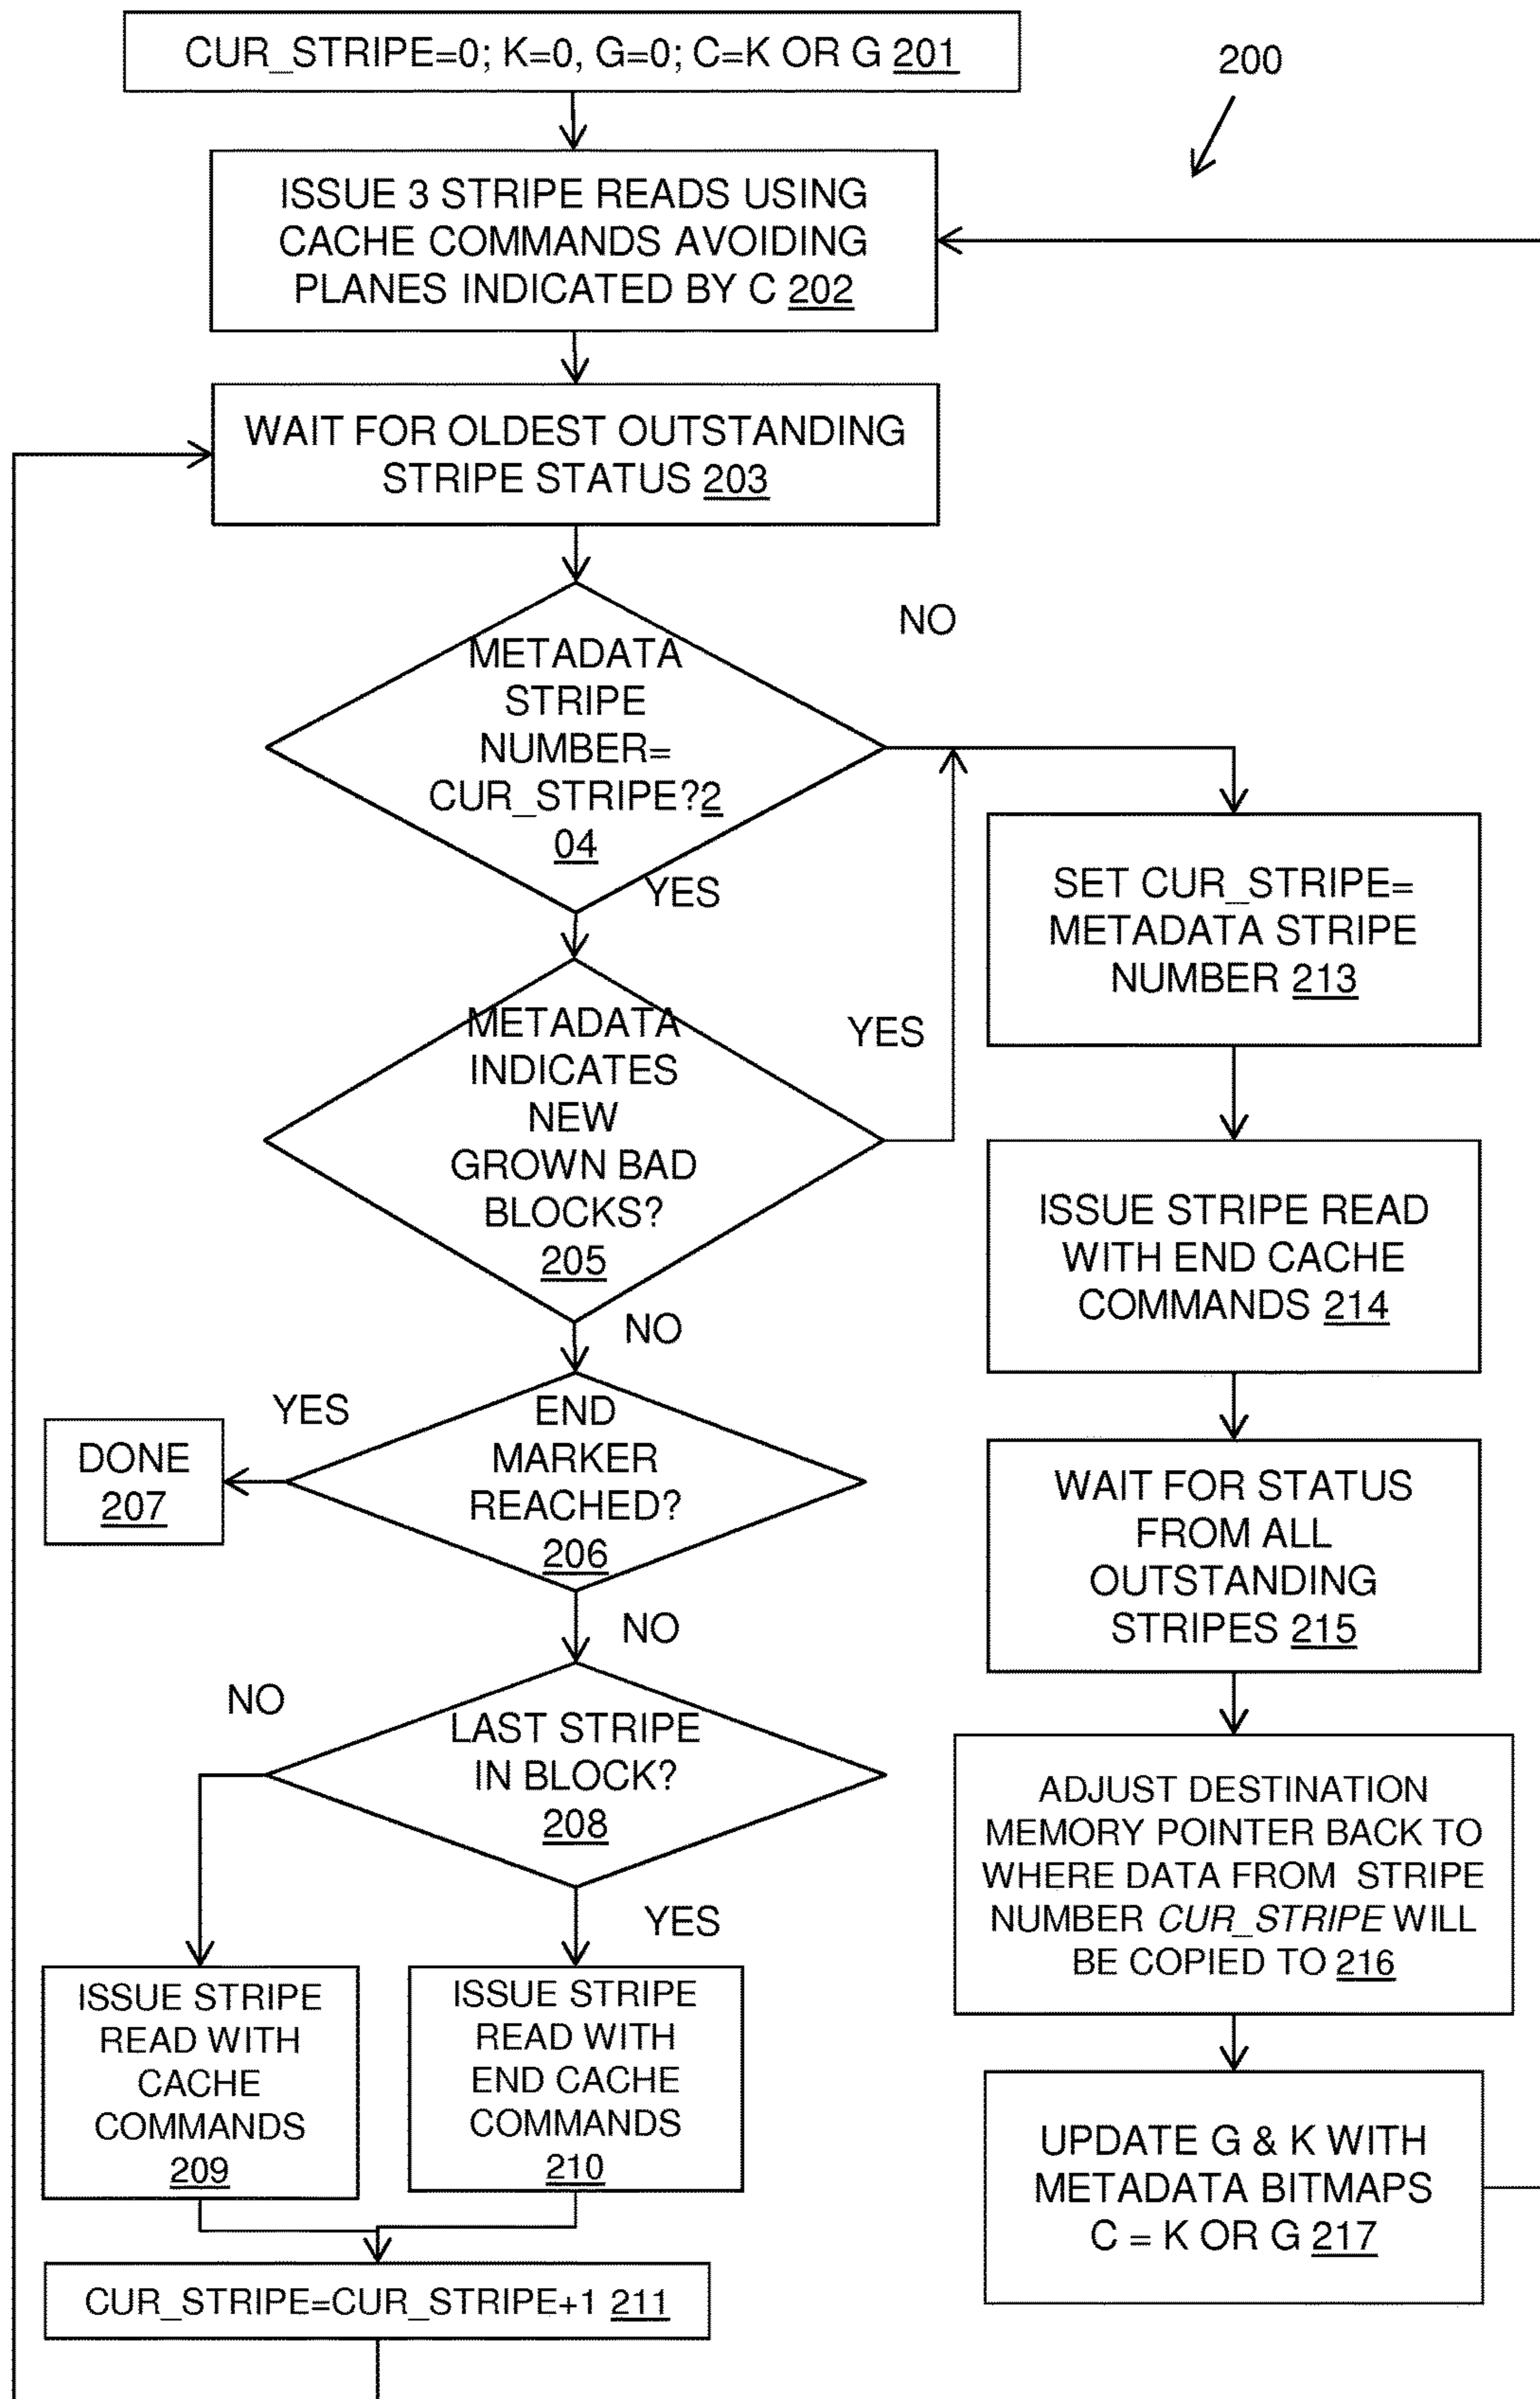 CUR_STRIPE=0; K=0, G=0; C=K OR G 201
200
ISSUE 3 STRIPE READS USING
CACHE COMMANDS AVOIDING
PLANES INDICATED BY C 202
WAIT FOR OLDEST OUTSTANDING
STRIPE STATUS 203
NO
METADATA
STRIPE
NUMBER=
CUR_STRIPE?2
04
YES
METADATA
INDICATES
NEW
GROWN BAD
BLOCKS?
205
YES
NO
END
MARKER
REACHED?
206
YES
DONE
207
NO
LAST STRIPE
IN BLOCK?
208
NO
YES
ISSUE STRIPE
READ WITH
CACHE
COMMANDS
209
ISSUE STRIPE
READ WITH
END CACHE
COMMANDS
210
CUR_STRIPE=CUR_STRIPE+1 211
SET CUR_STRIPE=
METADATA STRIPE
NUMBER 213
ISSUE STRIPE READ
WITH END CACHE
COMMANDS 214
WAIT FOR STATUS
FROM ALL
OUTSTANDING
STRIPES 215
ADJUST DESTINATION
MEMORY POINTER BACK TO
WHERE DATA FROM STRIPE
NUMBER CUR_STRIPE WILL
BE COPIED TO 216
UPDATE G & K WITH
METADATA BITMAPS
C = K OR G 217